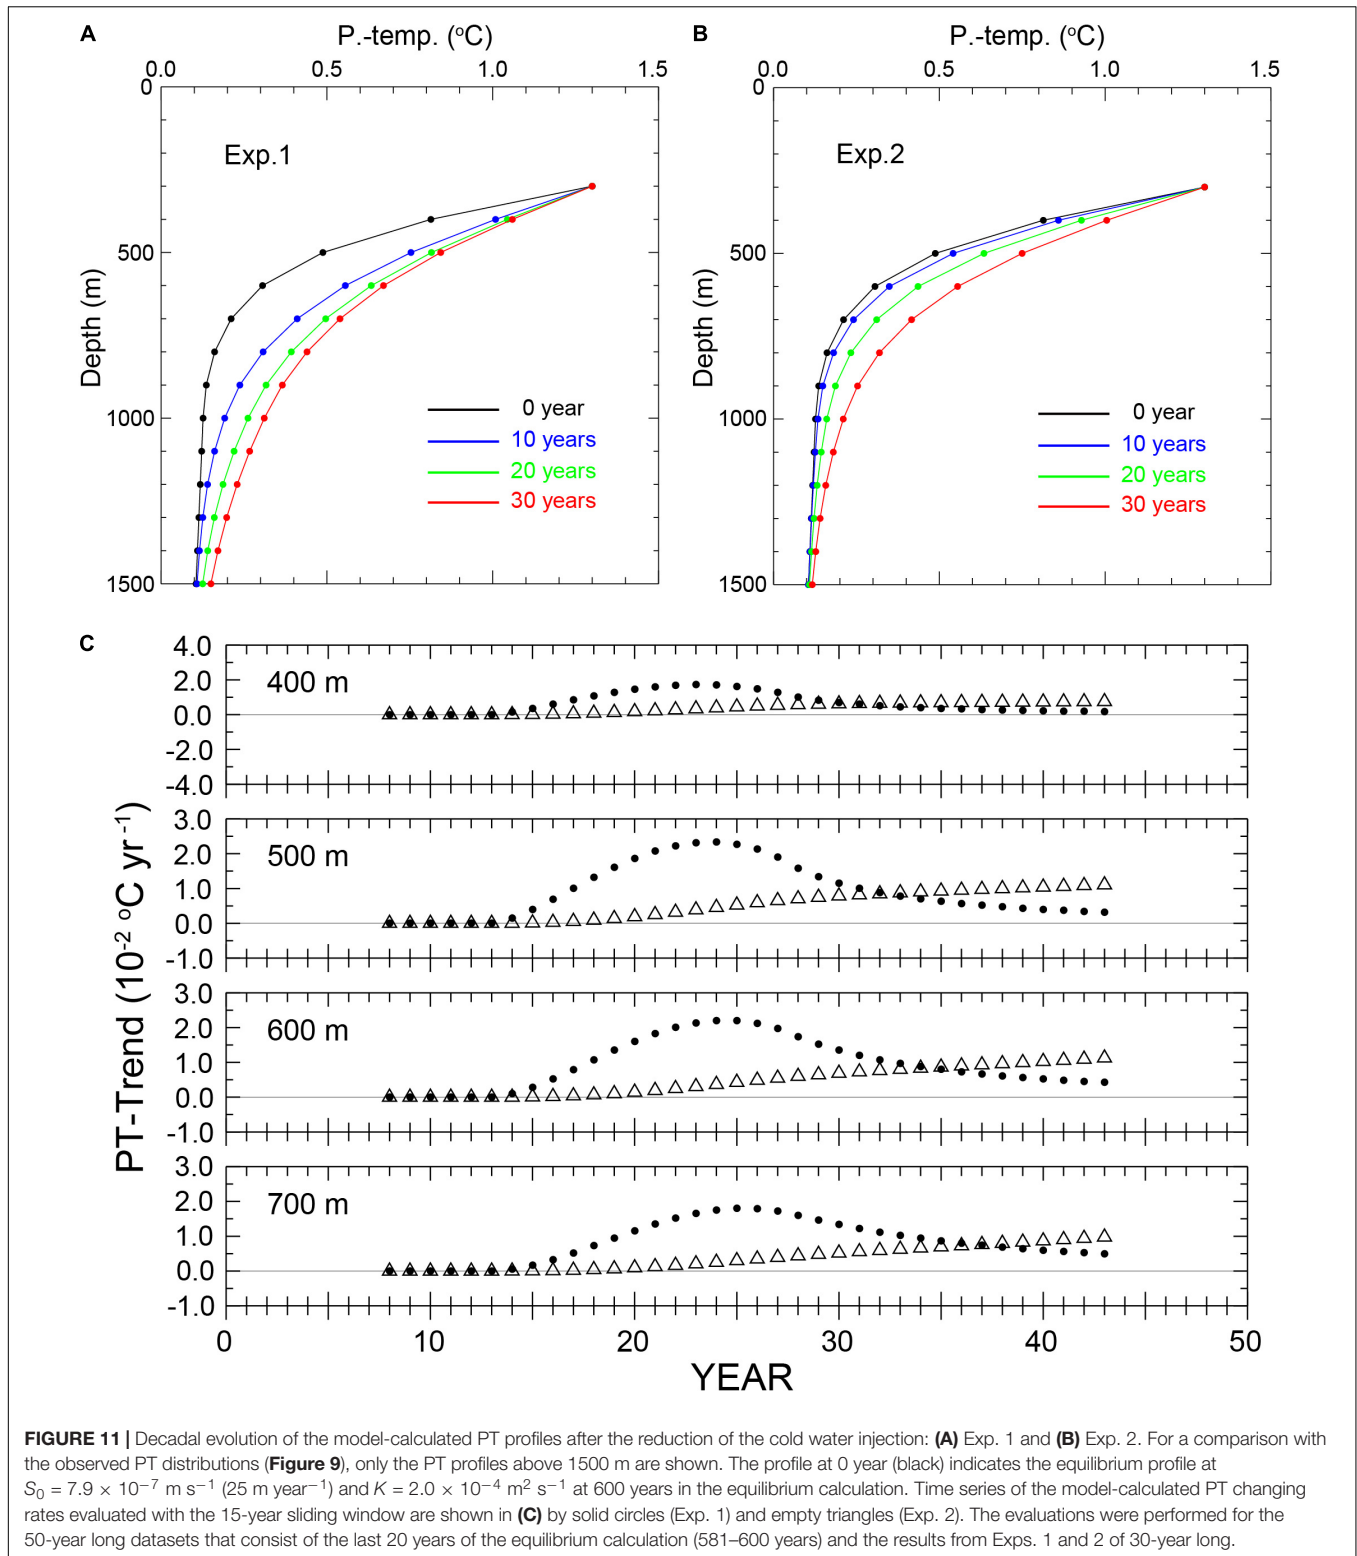 A
P.-temp. (°C)
0.0 0.5 1.0 1.5
0
500
1000
1500
Depth (m)
Exp.1
0 year
10 years
20 years
30 years
B
P.-temp. (°C)
0.0 0.5 1.0 1.5
0
500
1000
1500
Depth (m)
Exp.2
0 year
10 years
20 years
30 years
C
PT-Trend (10⁻² °C yr⁻¹)
4.0
2.0
0.0
-2.0
-4.0
400 m
3.0
2.0
1.0
0.0
-1.0
500 m
3.0
2.0
1.0
0.0
-1.0
600 m
3.0
2.0
1.0
0.0
-1.0
700 m
0 10 20 30 40 50
YEAR
FIGURE 11 | Decadal evolution of the model-calculated PT profiles after the reduction of the cold water injection: (A) Exp. 1 and (B) Exp. 2. For a comparison with
the observed PT distributions (Figure 9), only the PT profiles above 1500 m are shown. The profile at 0 year (black) indicates the equilibrium profile at
S₀ = 7.9 × 10⁻⁷ m s⁻¹ (25 m year⁻¹) and K = 2.0 × 10⁻⁴ m² s⁻¹ at 600 years in the equilibrium calculation. Time series of the model-calculated PT changing
rates evaluated with the 15-year sliding window are shown in (C) by solid circles (Exp. 1) and empty triangles (Exp. 2). The evaluations were performed for the
50-year long datasets that consist of the last 20 years of the equilibrium calculation (581–600 years) and the results from Exps. 1 and 2 of 30-year long.